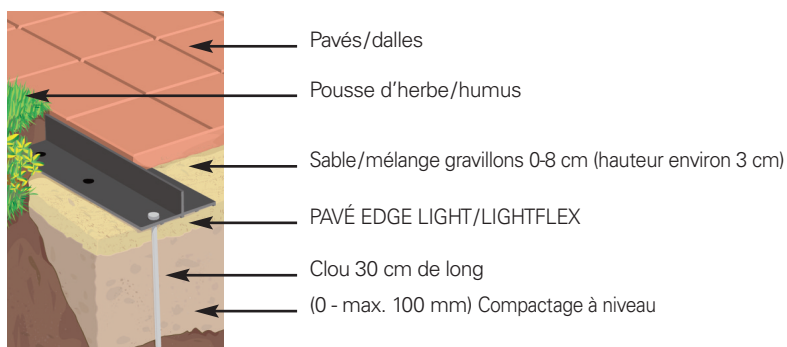 Pavés/dalles
Pousse d'herbe/humus
Sable/mélange gravillons 0-8 cm (hauteur environ 3 cm)
PAVÉ EDGE LIGHT/LIGHTFLEX
Clou 30 cm de long
(0 - max. 100 mm) Compactage à niveau